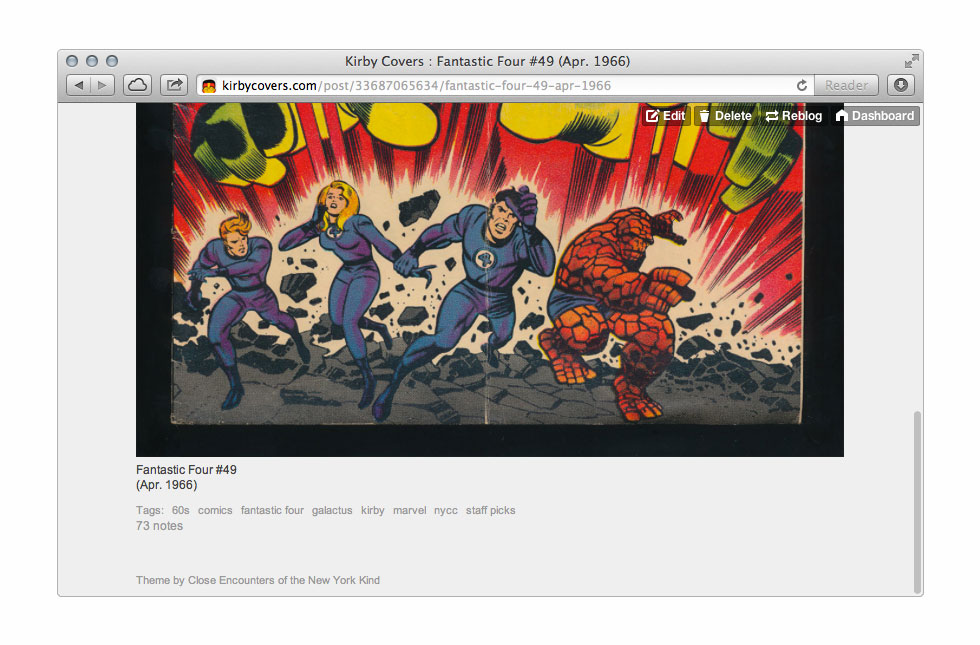 Kirby Covers : Fantastic Four #49 (Apr. 1966)
kirbycovers.com/post/33687065634/fantastic-four-49-apr-1966
Reader
Edit Delete Reblog Dashboard
Fantastic Four #49
(Apr. 1966)
Tags: 60s comics fantastic four galactus kirby marvel nycc staff picks
73 notes
Theme by Close Encounters of the New York Kind